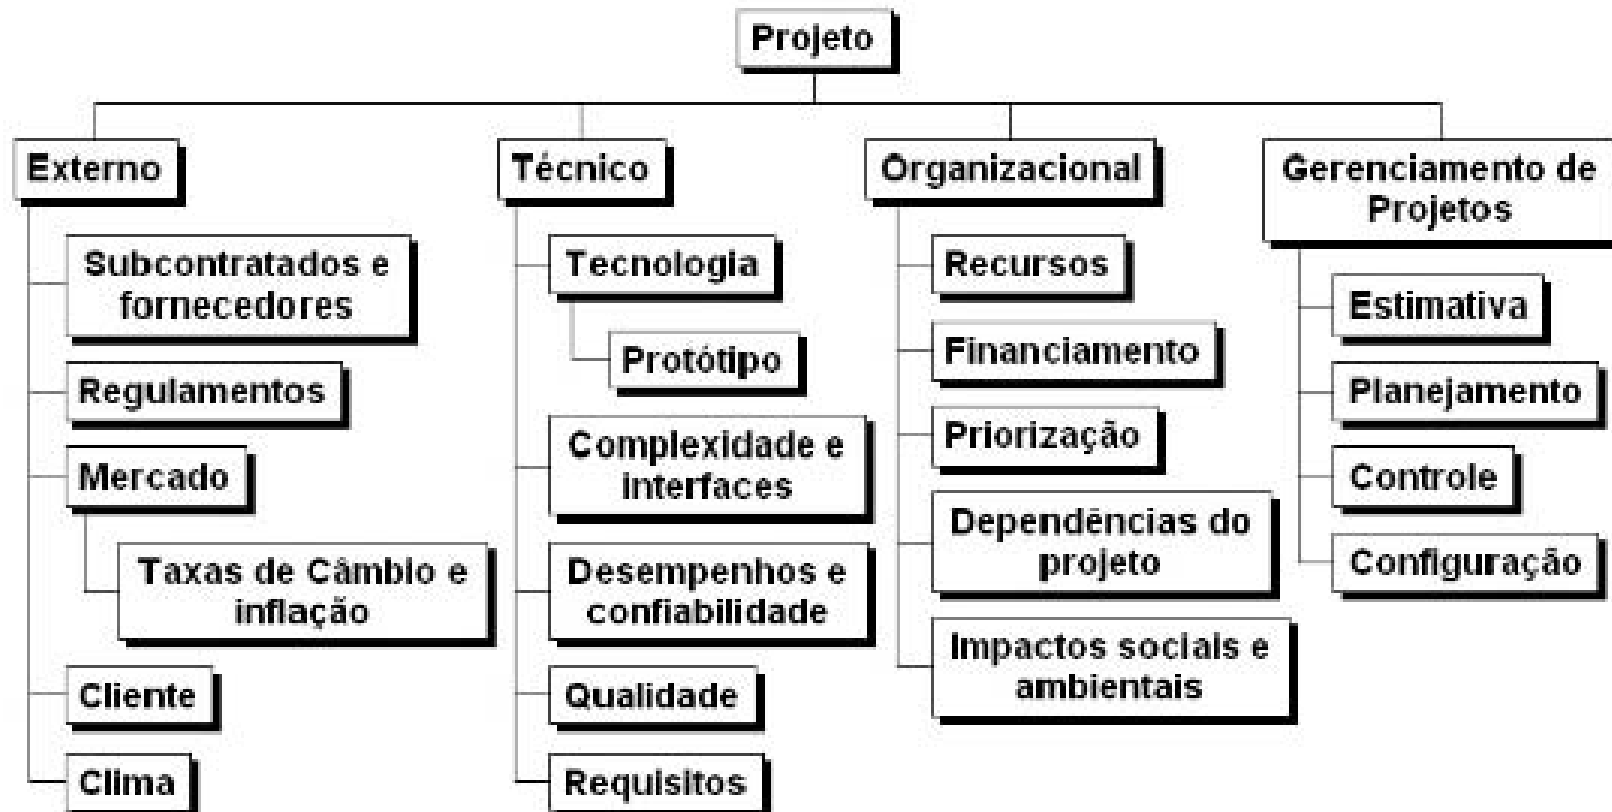 Projeto
Externo
Subcontratados e
fornecedores
Regulamentos
Mercado
Taxas de Câmbio e
inflação
Cliente
Clima
Técnico
Tecnologia
Protótipo
Complexidade e
interfaces
Desempenhos e
confiabilidade
Qualidade
Requisitos
Organizacional
Recursos
Financiamento
Priorização
Dependências do
projeto
Impactos sociais e
ambientais
Gerenciamento de
Projetos
Estimativa
Planejamento
Controle
Configuração